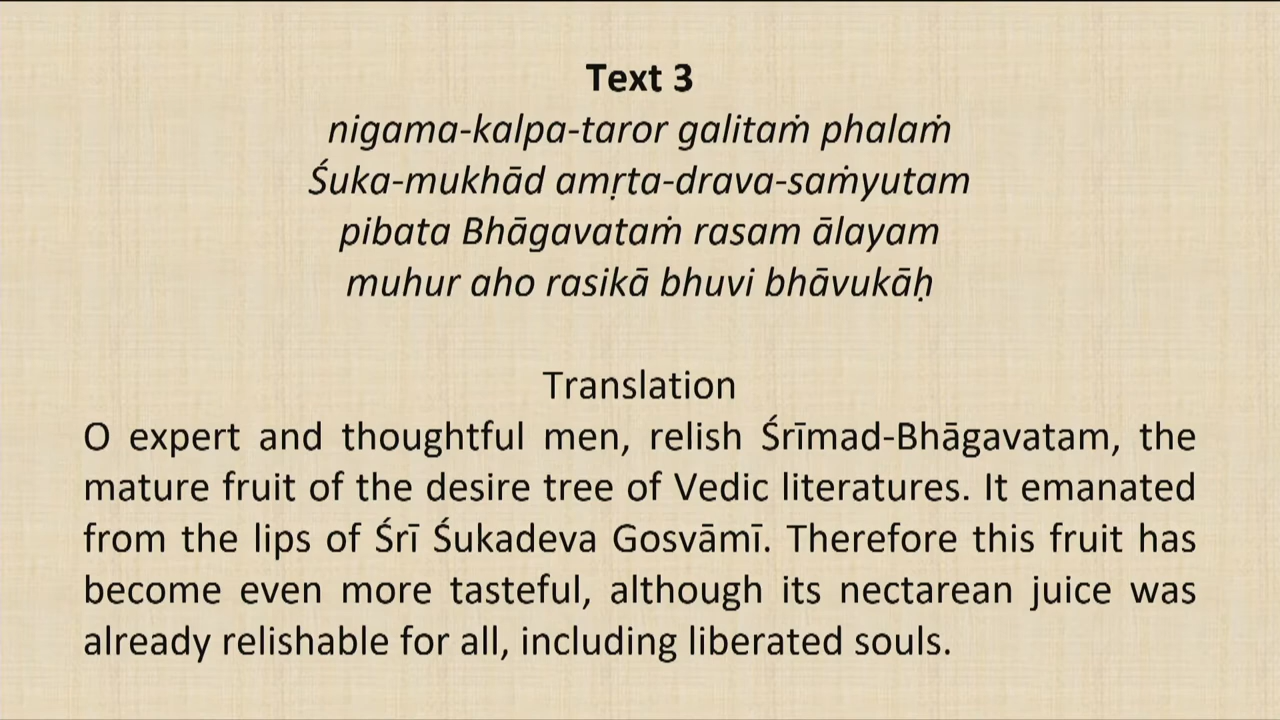 Text 3
nigama-kalpa-taror galitaṁ phalaṁ
Śuka-mukhād amṛta-drava-saṁyutam
pibata Bhāgavataṁ rasam ālayam
muhur aho rasikā bhuvi bhāvukāḥ
Translation
O expert and thoughtful men, relish Śrīmad-Bhāgavatam, the
mature fruit of the desire tree of Vedic literatures. It emanated
from the lips of Śrī Śukadeva Gosvāmī. Therefore this fruit has
become even more tasteful, although its nectarean juice was
already relishable for all, including liberated souls.